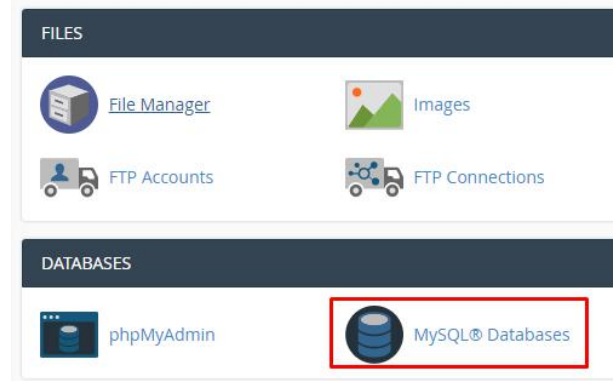 FILES
File Manager
Images
FTP Accounts
FTP Connections
DATABASES
phpMyAdmin
MySQL® Databases